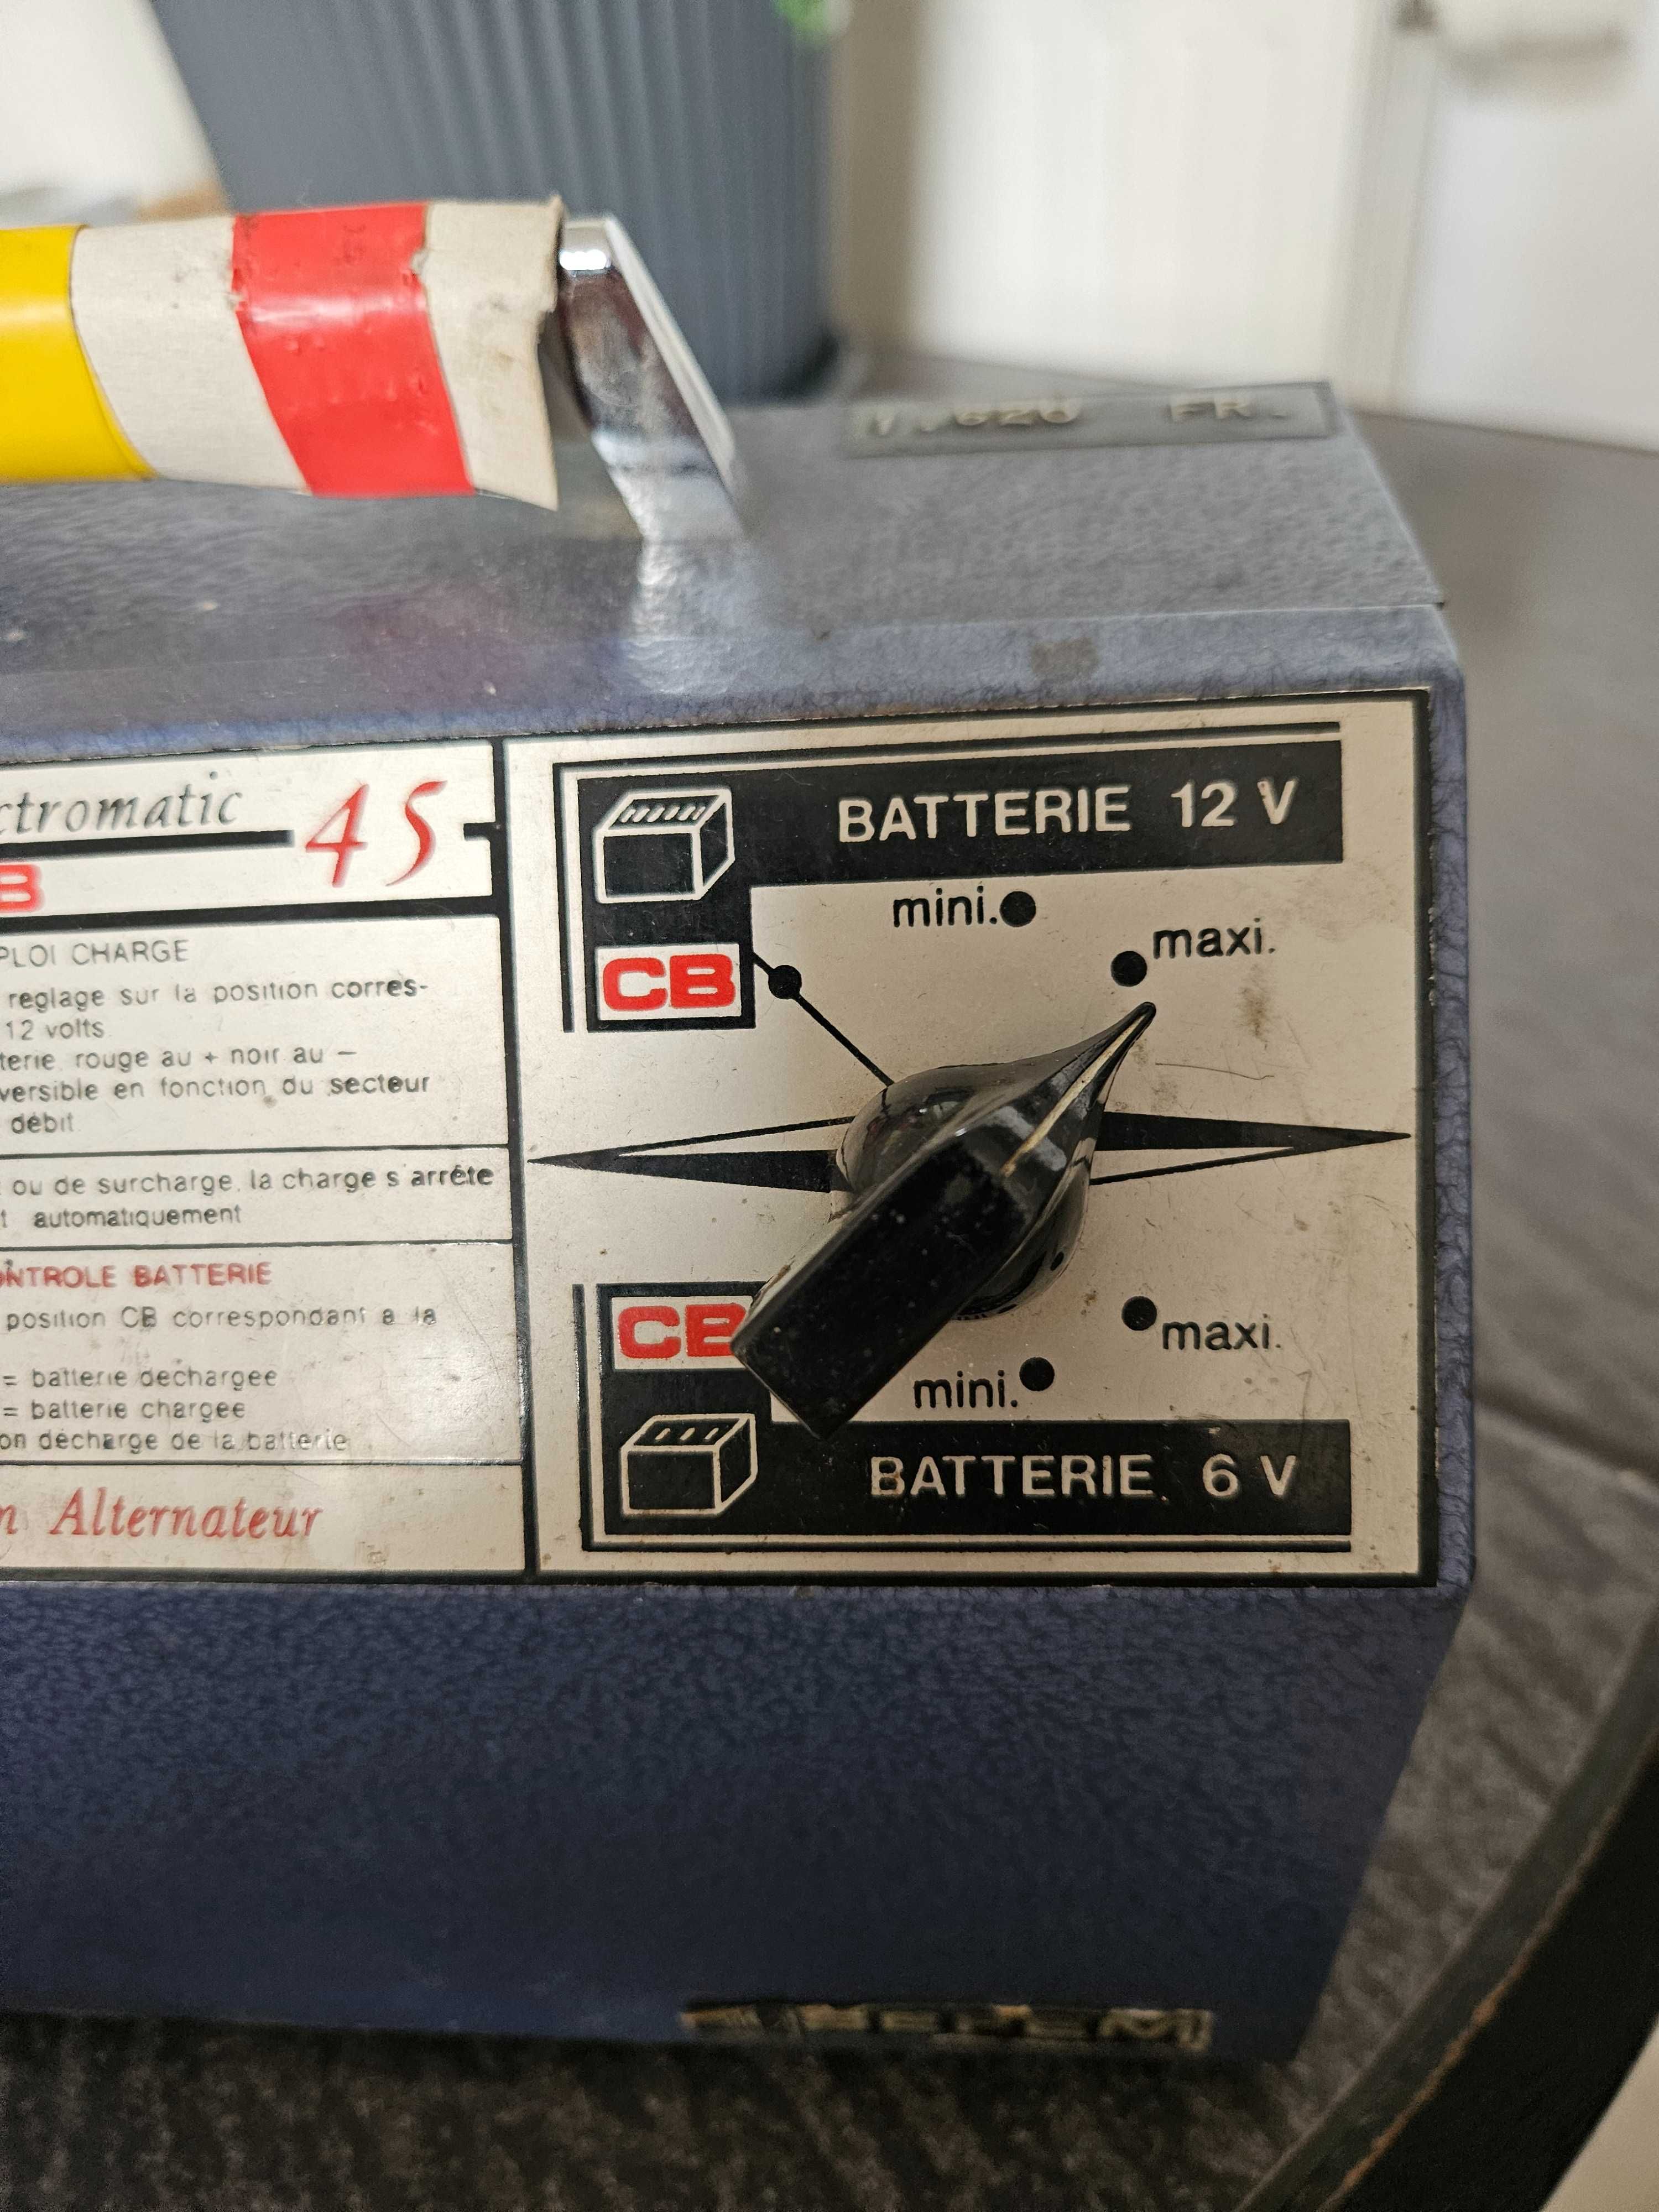 FR.
ctromatic 45
B
PLOI CHARGE
reglage sur la position corres-
12 volts
terie rouge au + noir au -
versible en fonction du secteur
débit
ou de surcharge, la charge s'arrête
t automatiquement
ONTROLE BATTERIE
position CB correspondant a la
= batterie dechargee
= batterie chargee
on decharge de la batterie
n Alternateur
BATTERIE 12 V
mini.
maxi.
CB
CB
maxi.
mini.
BATTERIE 6 V